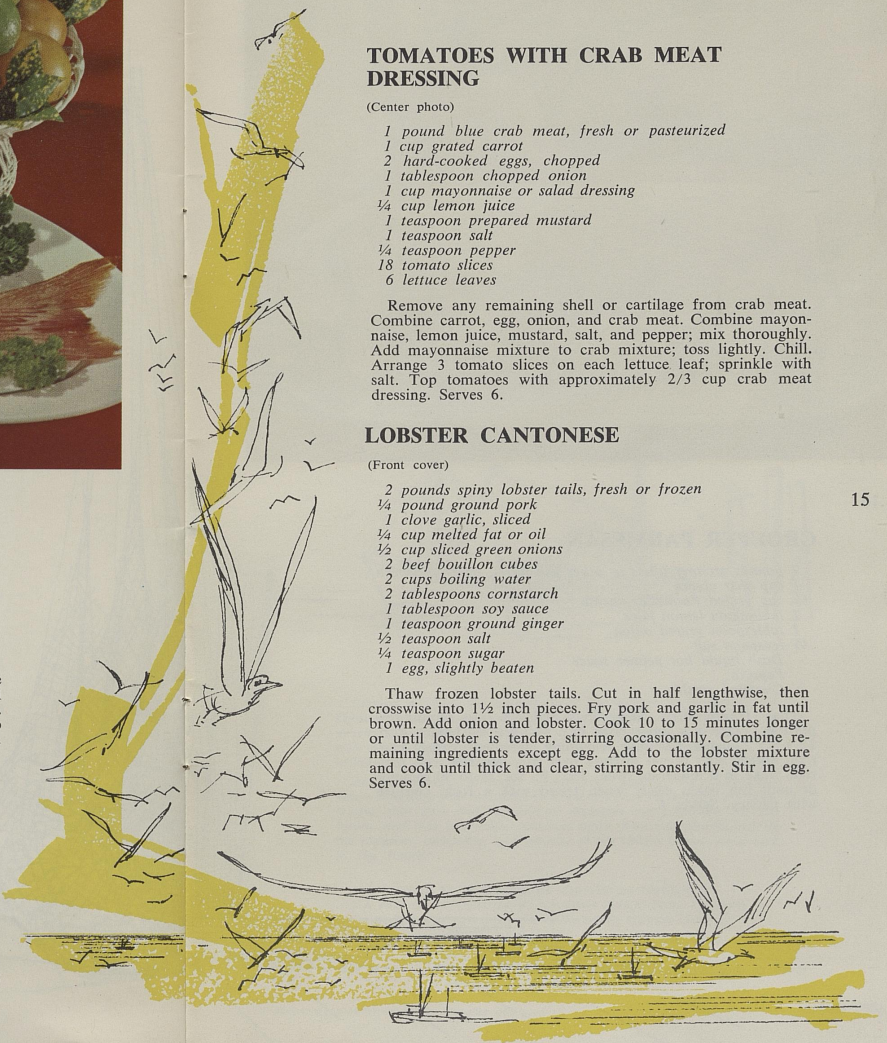 TOMATOES WITH CRAB MEAT
DRESSING
(Center photo)
1 pound blue crab meat, fresh or pasteurized
1 cup grated carrot
2 hard-cooked eggs, chopped
1 tablespoon chopped onion
1 cup mayonnaise or salad dressing
¼ cup lemon juice
1 teaspoon prepared mustard
1 teaspoon salt
¼ teaspoon pepper
18 tomato slices
6 lettuce leaves
Remove any remaining shell or cartilage from crab meat.
Combine carrot, egg, onion, and crab meat. Combine mayon-
naise, lemon juice, mustard, salt, and pepper; mix thoroughly.
Add mayonnaise mixture to crab mixture; toss lightly. Chill.
Arrange 3 tomato slices on each lettuce leaf; sprinkle with
salt. Top tomatoes with approximately 2/3 cup crab meat
dressing. Serves 6.
LOBSTER CANTONESE
(Front cover)
2 pounds spiny lobster tails, fresh or frozen
¼ pound ground pork
1 clove garlic, sliced
¼ cup melted fat or oil
½ cup sliced green onions
2 beef bouillon cubes
2 cups boiling water
2 tablespoons cornstarch
1 tablespoon soy sauce
1 teaspoon ground ginger
½ teaspoon salt
¼ teaspoon sugar
1 egg, slightly beaten
Thaw frozen lobster tails. Cut in half lengthwise, then
crosswise into 1½ inch pieces. Fry pork and garlic in fat until
brown. Add onion and lobster. Cook 10 to 15 minutes longer
or until lobster is tender, stirring occasionally. Combine re-
maining ingredients except egg. Add to the lobster mixture
and cook until thick and clear, stirring constantly. Stir in egg.
Serves 6.
15